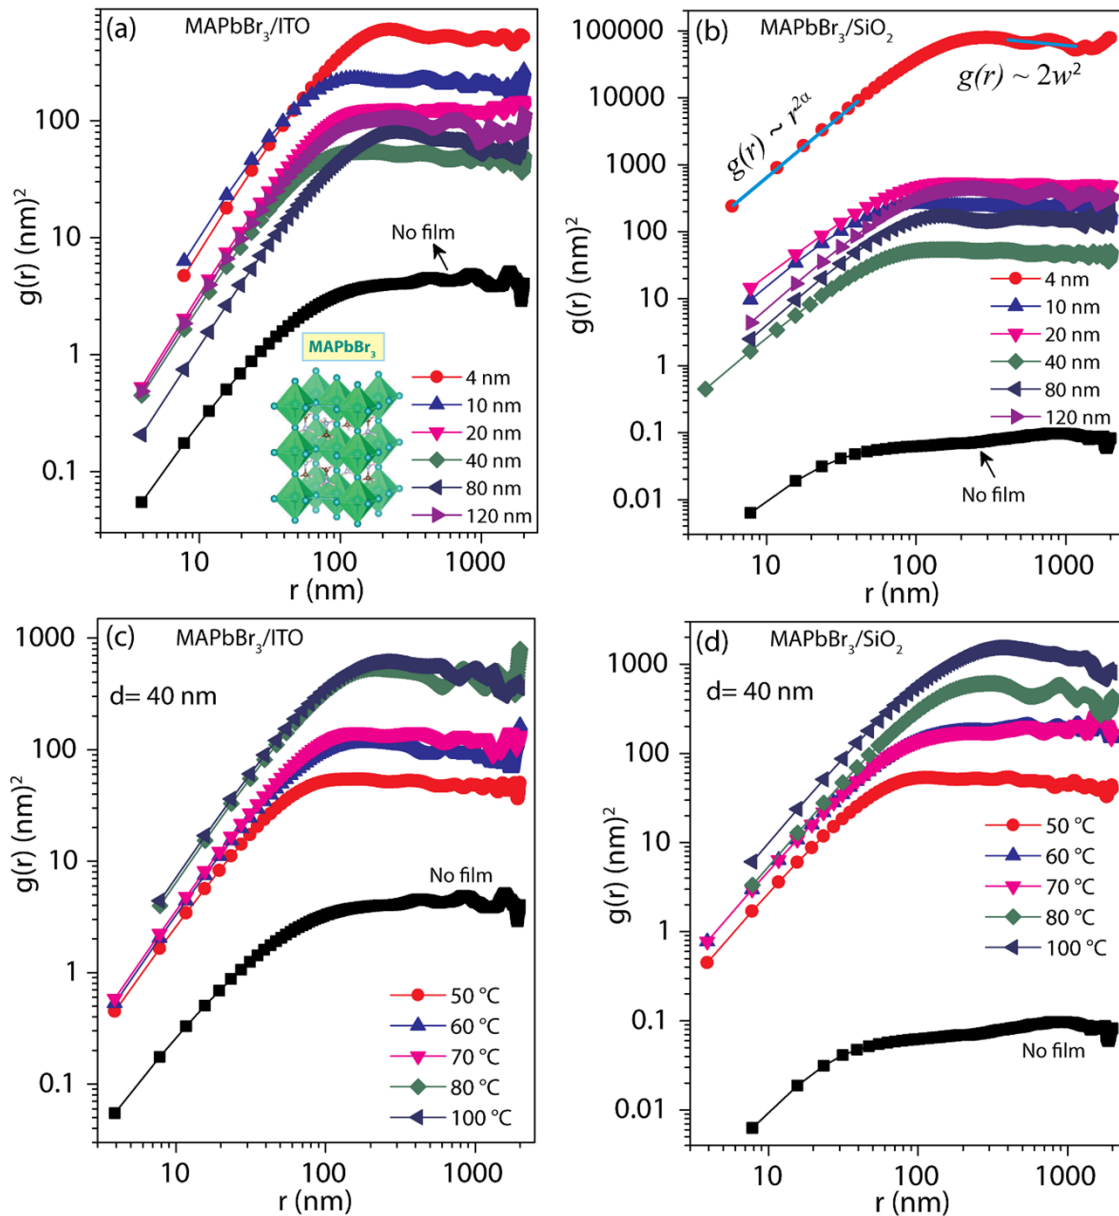 (a)
MAPbBr₃/ITO
g(r) (nm)²
100
10
1
0.1
No film
MAPbBr₃
4 nm
10 nm
20 nm
40 nm
80 nm
120 nm
10
100
1000
r (nm)
(b)
MAPbBr₃/SiO₂
g(r) (nm)²
100000
10000
1000
100
10
1
0.1
0.01
g(r) ~ r²ᵅ
g(r) ~ 2w²
4 nm
10 nm
20 nm
40 nm
80 nm
120 nm
No film
10
100
1000
r (nm)
(c)
MAPbBr₃/ITO
d= 40 nm
g(r) (nm)²
1000
100
10
1
0.1
No film
50 °C
60 °C
70 °C
80 °C
100 °C
10
100
1000
r (nm)
(d)
MAPbBr₃/SiO₂
d= 40 nm
g(r) (nm)²
1000
100
10
1
0.1
0.01
50 °C
60 °C
70 °C
80 °C
100 °C
No film
10
100
1000
r (nm)